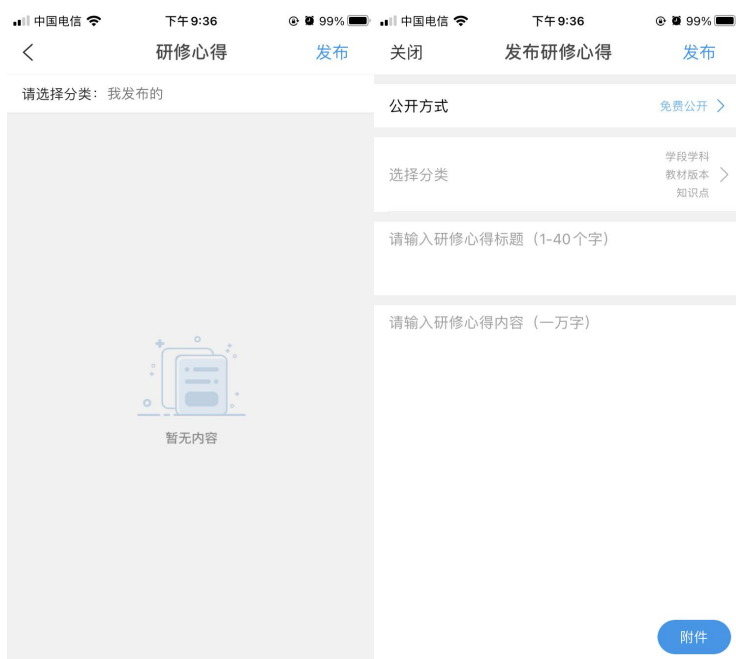 中国电信
下午9:36
99%
研修心得
发布
请选择分类：我发布的
暂无内容
中国电信
下午9:36
99%
关闭
发布研修心得
发布
公开方式
免费公开
选择分类
学段学科
教材版本
知识点
请输入研修心得标题（1-40个字）
请输入研修心得内容（一万字）
附件